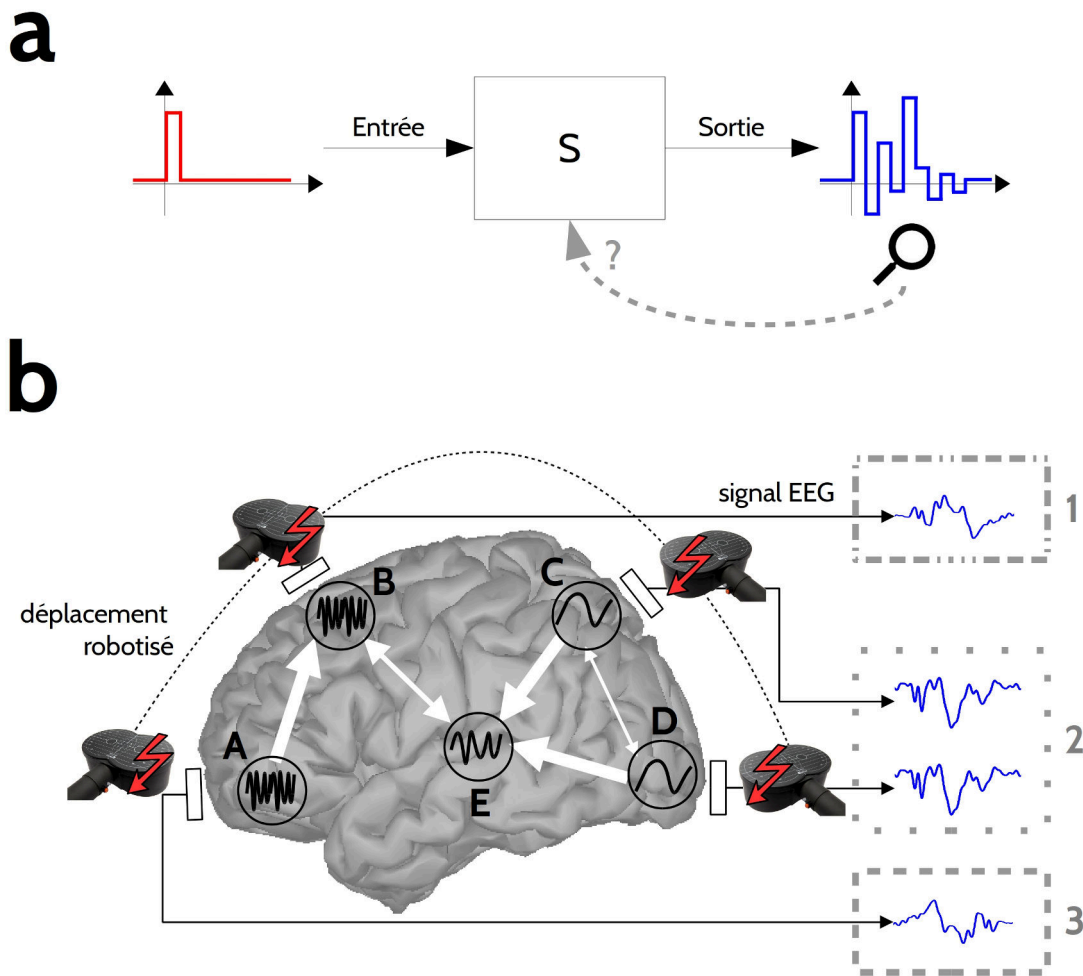 a
Entrée
S
Sortie
?
b
signal EEG
1
déplacement
robotisé
B
C
A
D
E
2
3